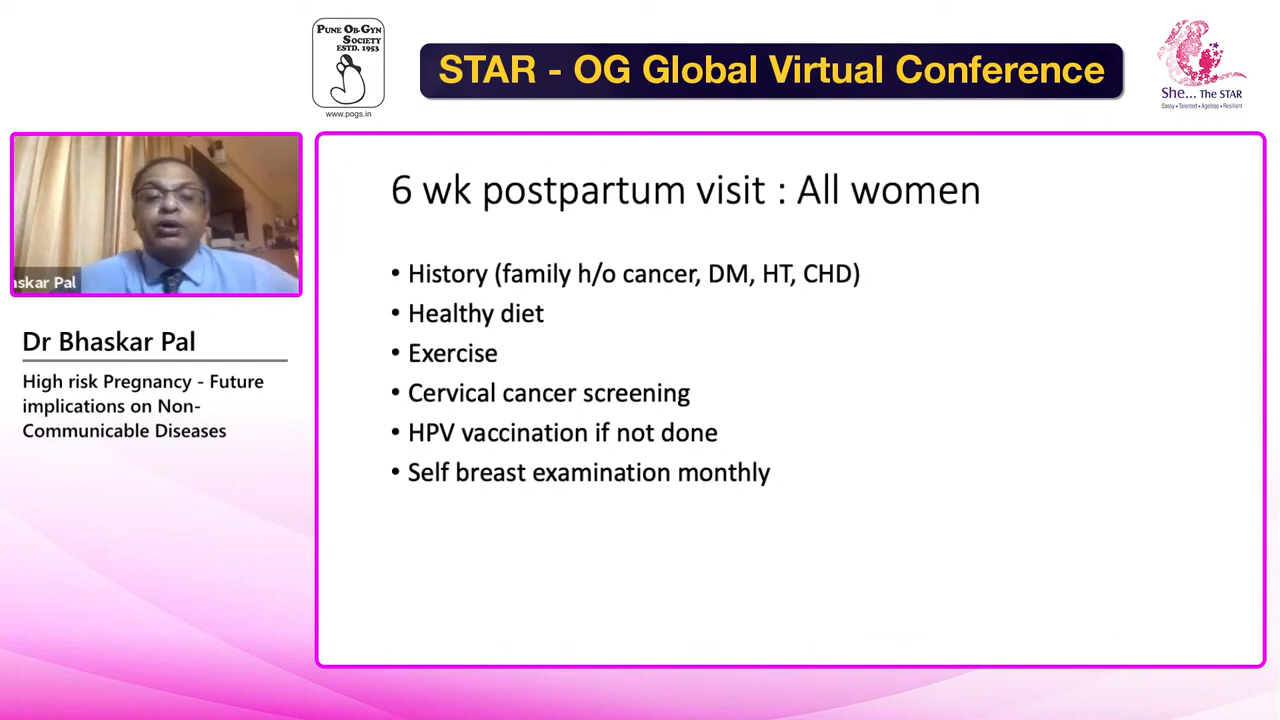 PUNE OB-GYN
SOCIETY
ESTD. 1953
www.pogs.in
STAR - OG Global Virtual Conference
She... The STAR
Sassy • Talented • Ageless • Resilient
askar Pal
Dr Bhaskar Pal
High risk Pregnancy - Future
implications on Non-
Communicable Diseases
6 wk postpartum visit : All women
• History (family h/o cancer, DM, HT, CHD)
• Healthy diet
• Exercise
• Cervical cancer screening
• HPV vaccination if not done
• Self breast examination monthly